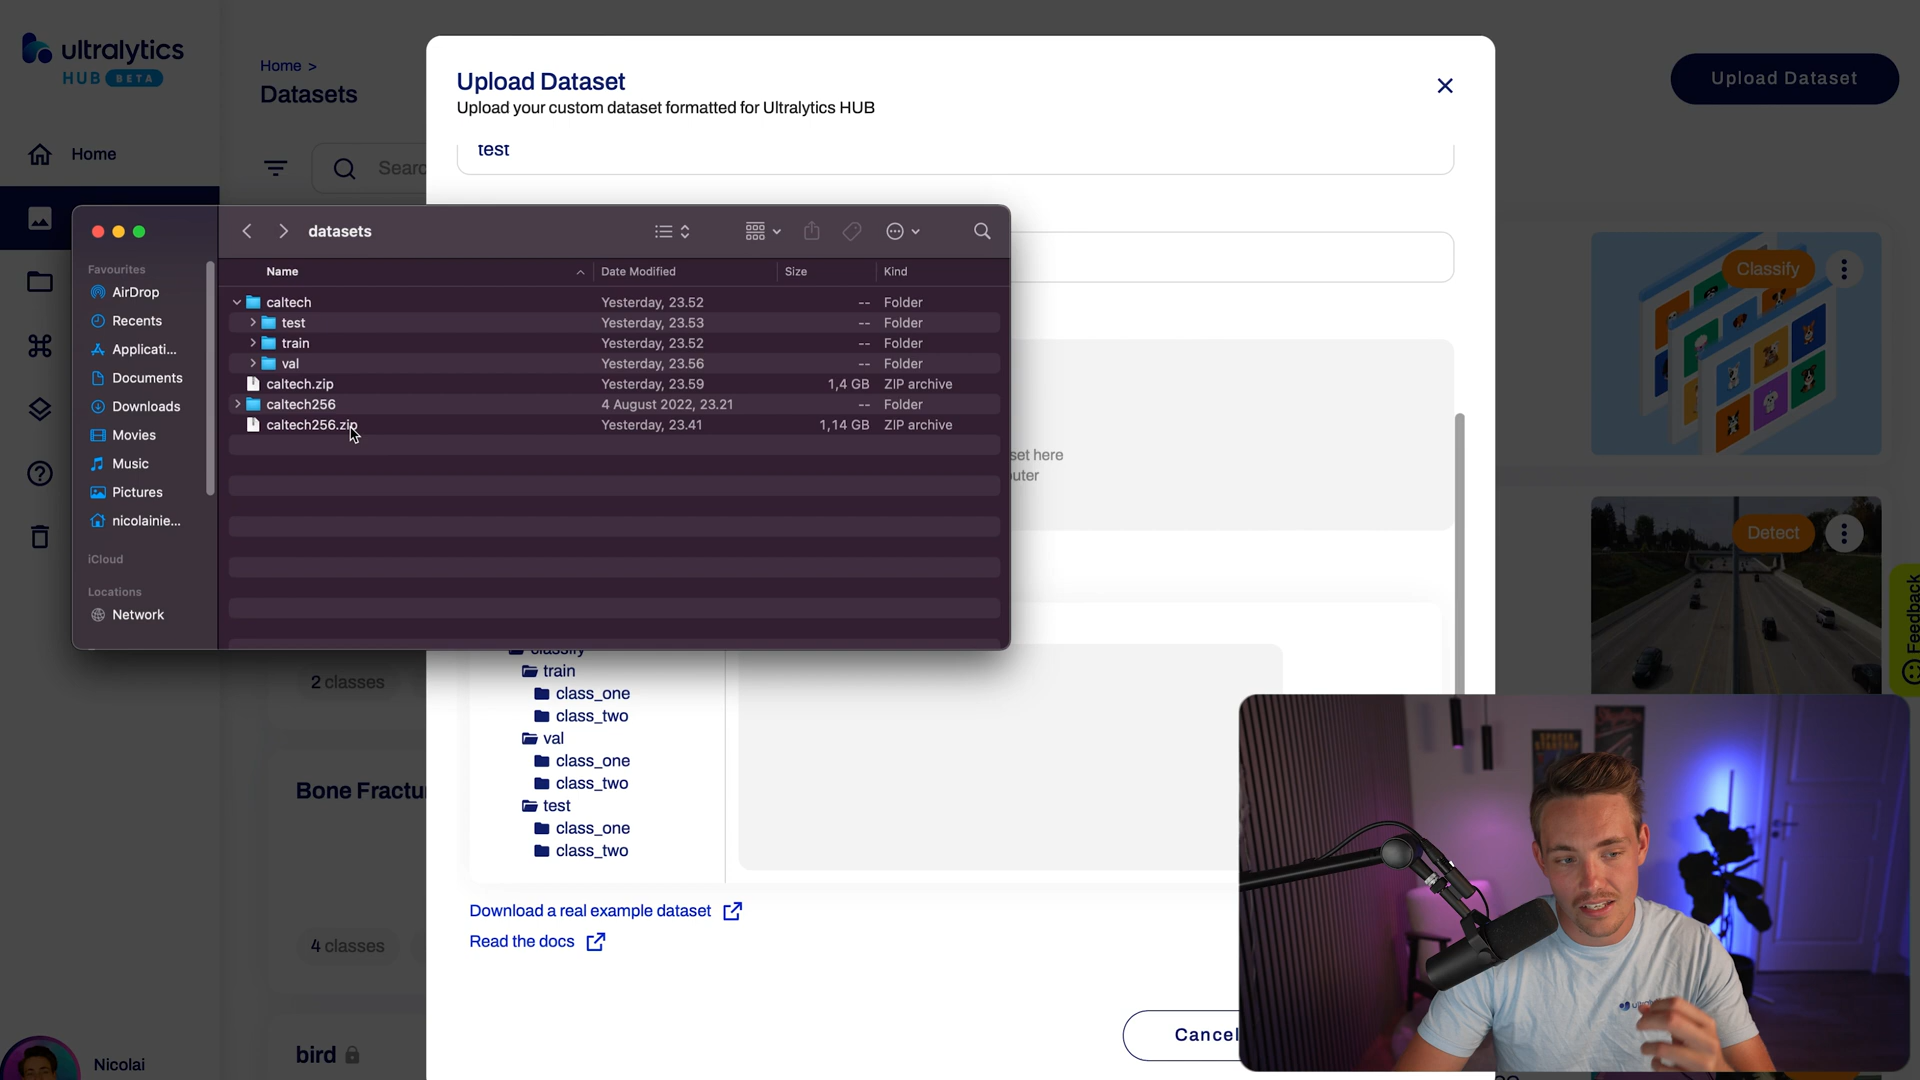 ultralytics
HUB BETA
Home >
Datasets
Upload Dataset
Upload your custom dataset formatted for Ultralytics HUB
Upload Dataset
test
Home
Searc
datasets
Name
Date Modified
Size
Kind
caltech
Yesterday, 23.52
--
Folder
test
Yesterday, 23.53
--
Folder
train
Yesterday, 23.52
--
Folder
val
Yesterday, 23.56
--
Folder
caltech.zip
Yesterday, 23.59
1,4 GB
ZIP archive
caltech256
4 August 2022, 23.21
--
Folder
caltech256.zip
Yesterday, 23.41
1,14 GB
ZIP archive
Favourites
AirDrop
Recents
Applicati...
Documents
Downloads
Movies
Music
Pictures
nicolainie...
iCloud
Locations
Network
set here
uter
Classify
Detect
Feedback
classify
train
class_one
class_two
val
class_one
class_two
test
class_one
class_two
Download a real example dataset
Read the docs
Cancel
2 classes
Bone Fractu
4 classes
bird
Nicolai